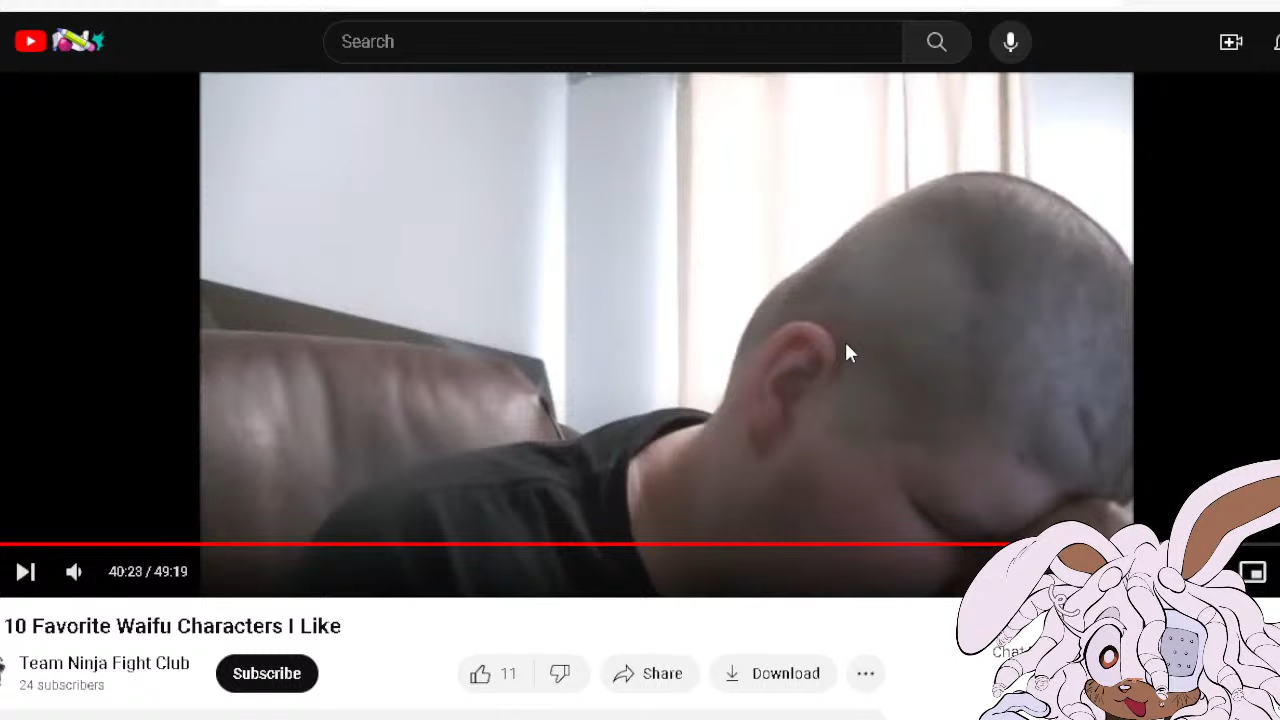 Search
40:23 / 49:19
10 Favorite Waifu Characters I Like
Team Ninja Fight Club
24 subscribers
Subscribe
11
Share
Download
Chat